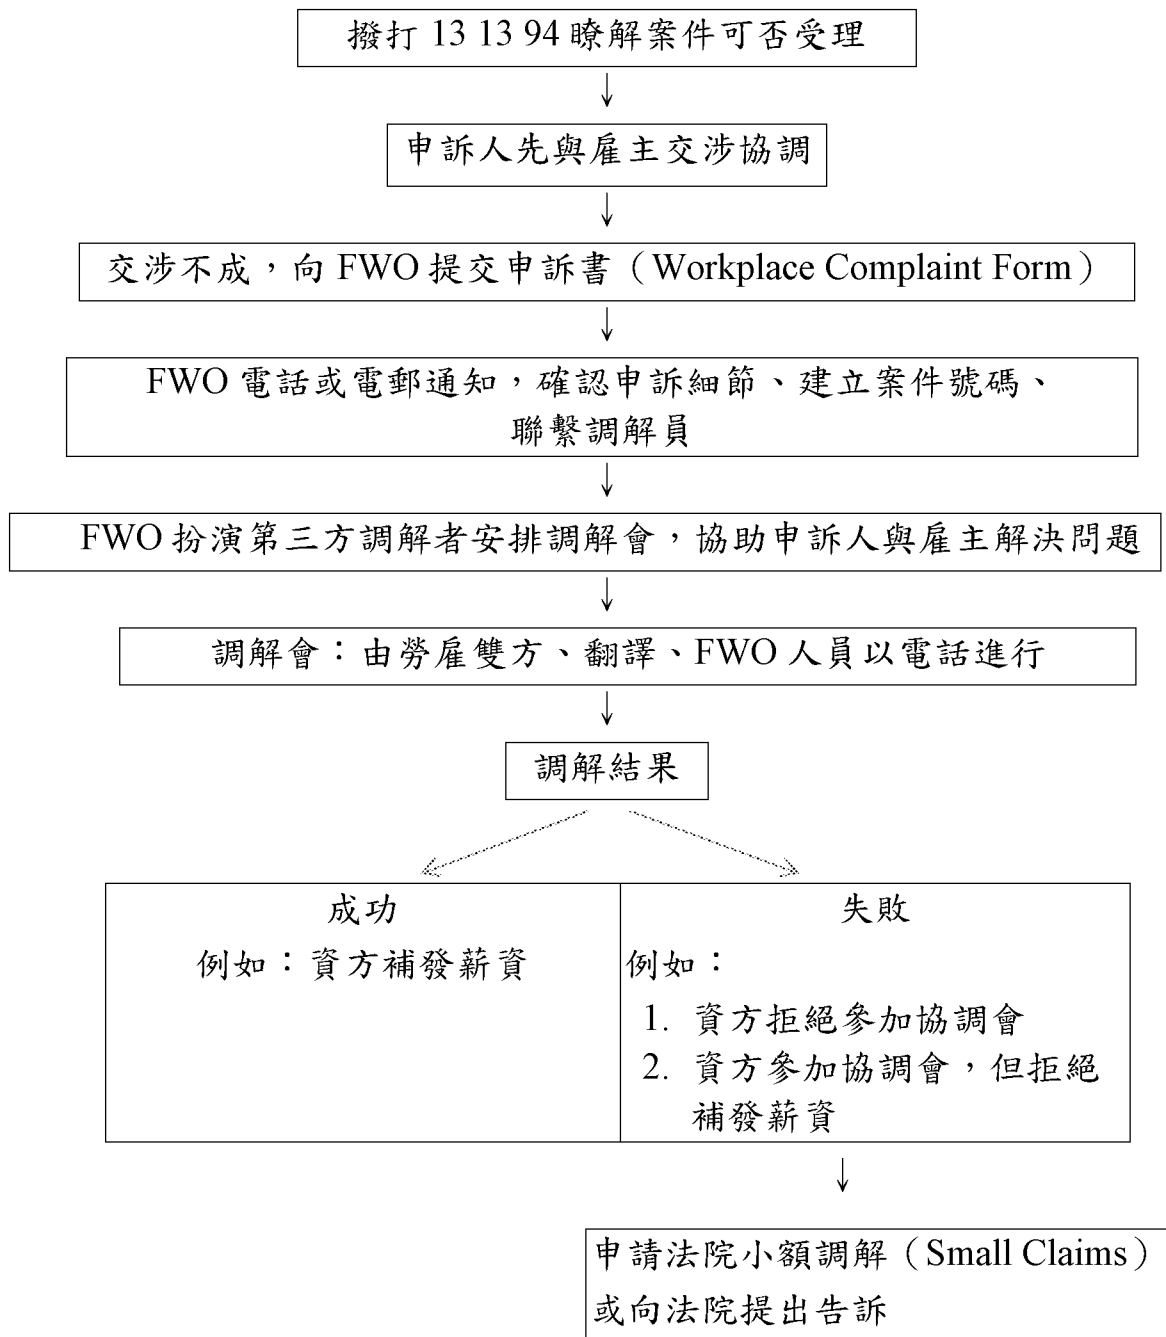 撥打 13 13 94 瞭解案件可否受理
申訴人先與雇主交涉協調
交涉不成，向 FWO 提交申訴書（Workplace Complaint Form）
FWO 電話或電郵通知，確認申訴細節、建立案件號碼、
聯繫調解員
FWO 扮演第三方調解者安排調解會，協助申訴人與雇主解決問題
調解會：由勞雇雙方、翻譯、FWO 人員以電話進行
調解結果
成功
例如：資方補發薪資
失敗
例如：
1. 資方拒絕參加協調會
2. 資方參加協調會，但拒絕
補發薪資
申請法院小額調解（Small Claims）
或向法院提出告訴